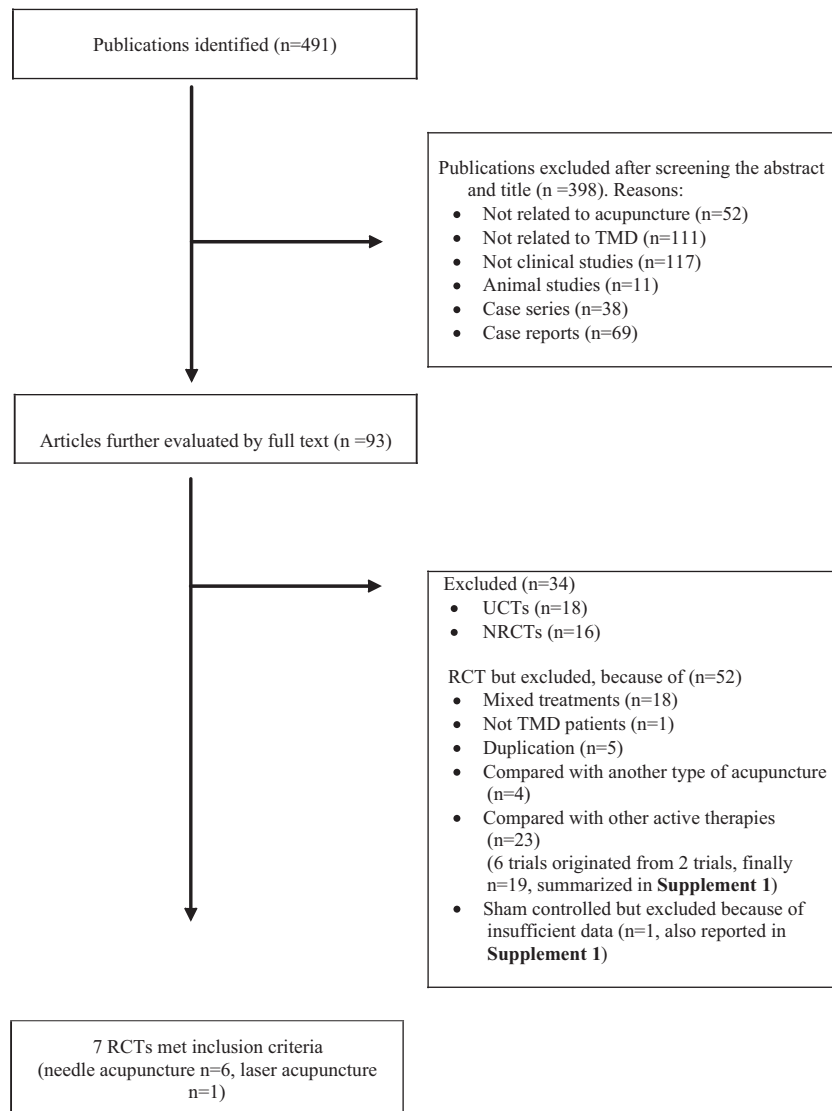 Publications identified (n=491)
Publications excluded after screening the abstract
and title (n =398). Reasons:
• Not related to acupuncture (n=52)
• Not related to TMD (n=111)
• Not clinical studies (n=117)
• Animal studies (n=11)
• Case series (n=38)
• Case reports (n=69)
Articles further evaluated by full text (n =93)
Excluded (n=34)
• UCTs (n=18)
• NRCTs (n=16)
RCT but excluded, because of (n=52)
• Mixed treatments (n=18)
• Not TMD patients (n=1)
• Duplication (n=5)
• Compared with another type of acupuncture
(n=4)
• Compared with other active therapies
(n=23)
(6 trials originated from 2 trials, finally
n=19, summarized in Supplement 1)
• Sham controlled but excluded because of
insufficient data (n=1, also reported in
Supplement 1)
7 RCTs met inclusion criteria
(needle acupuncture n=6, laser acupuncture
n=1)